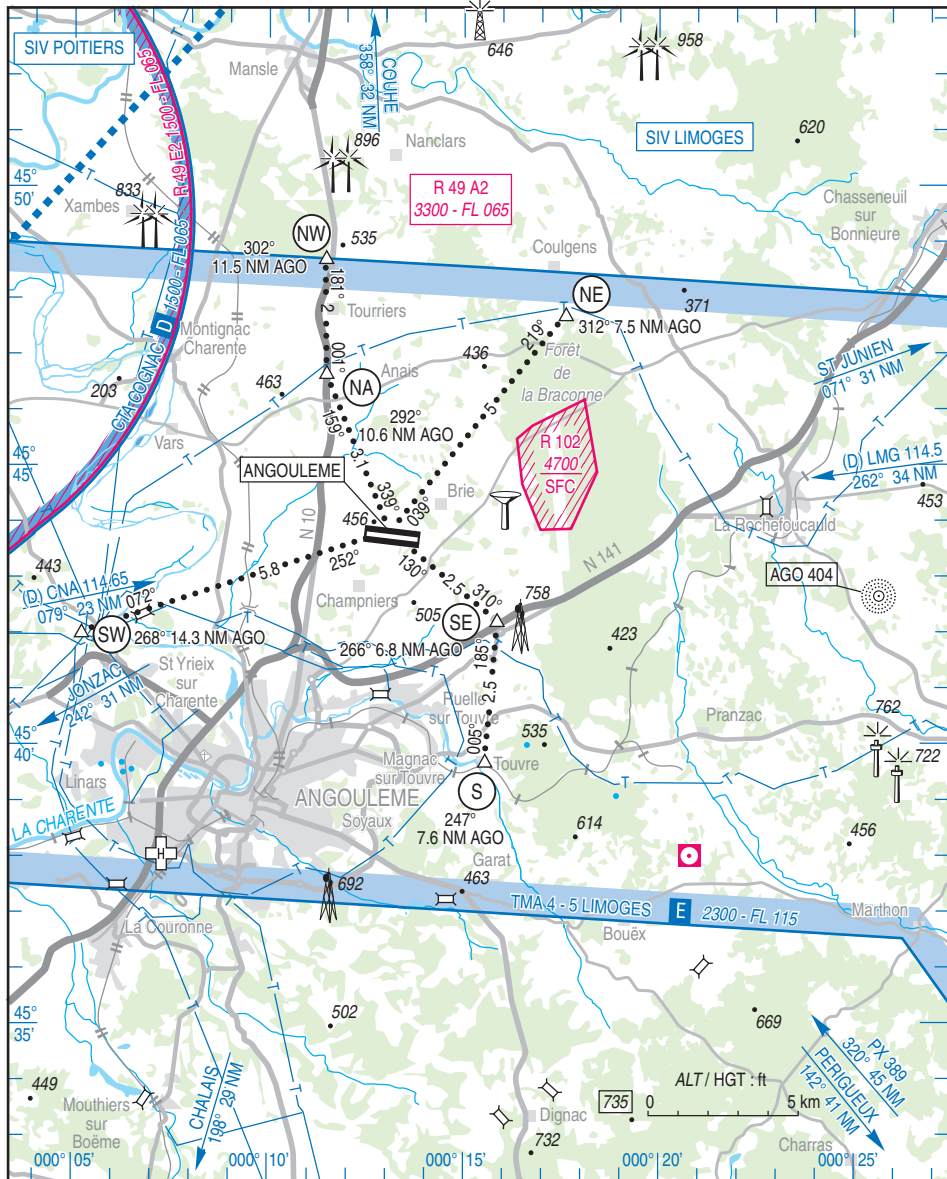 SIV POITIERS
R 49 E2 1500 - FL 065
CTA COGNAC D 1500 - FL 065
Mansle
358° 32 NM
COUHE
646
958
SIV LIMOGES
620
896
Nanclars
R 49 A2
3300 - FL 065
45°
50'
833
Xambes
Chasseneuil
sur
Bonnieure
NW
535
302°
11.5 NM AGO
Coulgens
181°
2
001°
Tourriers
NE
371
312° 7.5 NM AGO
219°
5
039°
Montignac
Charente
Forêt
de
la Braconne
436
Anais
NA
463
203
ST JUNIEN
071° 31 NM
159°
3.1
339°
292°
10.6 NM AGO
Vars
45°
45'
ANGOULEME
R 102
4700
SFC
(D) LMG 114.5
262° 34 NM
453
Brie
456
N 10
La Rochefoucauld
N 141
443
(D) CNA 114.65
079° 23 NM
072°
5.8
252°
130°
2.5
310°
AGO 404
Champniers
505
758
SE
SW
268° 14.3 NM AGO
266° 6.8 NM AGO
423
St Yrieix
sur
Charente
JONZAC
242° 31 NM
185°
2.5
005°
Ruelle
sur Touvre
Pranzac
762
45°
40'
535
722
Linars
Magnac
sur Touvre
Touvre
ANGOULEME
Soyaux
S
247°
7.6 NM AGO
LA CHARENTE
614
456
Garat
692
463
TMA 4 - 5 LIMOGES E 2300 - FL 115
Marthon
La Couronne
Bouëx
45°
35'
502
669
PX 389
320° 45 NM
PERIGUEUX
142° 41 NM
449
CHALAIS
198° 29 NM
ALT / HGT : ft
735
0
5 km
Mouthiers
sur
Boëme
Dignac
732
Charras
000° 05'
000° 10'
000° 15'
000° 20'
000° 25'